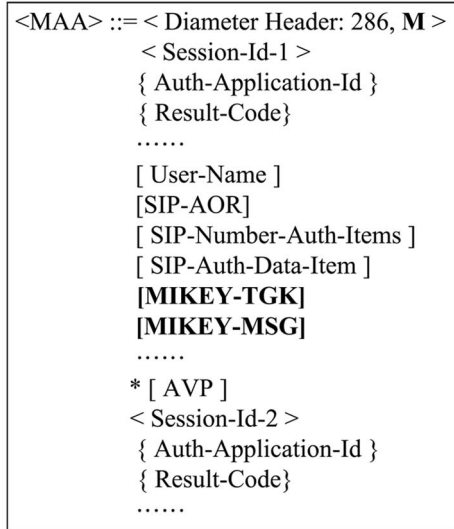 <MAA> ::= < Diameter Header: 286, M >
< Session-Id-1 >
{ Auth-Application-Id }
{ Result-Code}
......
[ User-Name ]
[SIP-AOR]
[ SIP-Number-Auth-Items ]
[ SIP-Auth-Data-Item ]
[MIKEY-TGK]
[MIKEY-MSG]
......
* [ AVP ]
< Session-Id-2 >
{ Auth-Application-Id }
{ Result-Code}
......